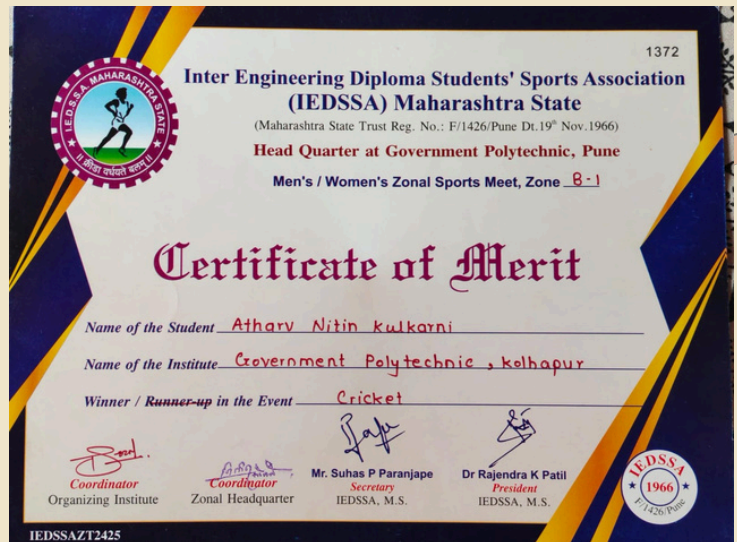 1372
I.E.D.S.S.A. MAHARASHTRA STATE
॥ क्रीडा वर्धयते बलम् ॥
Inter Engineering Diploma Students' Sports Association
(IEDSSA) Maharashtra State
(Maharashtra State Trust Reg. No.: F/1426/Pune Dt.19th Nov.1966)
Head Quarter at Government Polytechnic, Pune
Men's / Women's Zonal Sports Meet, Zone B-1
Certificate of Merit
Name of the Student Atharv Nitin Kulkarni
Name of the Institute Government Polytechnic, Kolhapur
Winner / Runner-up in the Event Cricket
Coordinator
Organizing Institute
Coordinator
Zonal Headquarter
Mr. Suhas P Paranjape
Secretary
IEDSSA, M.S.
Dr Rajendra K Patil
President
IEDSSA, M.S.
IEDSSA
1966
F/1426/Pune
IEDSSAZT2425